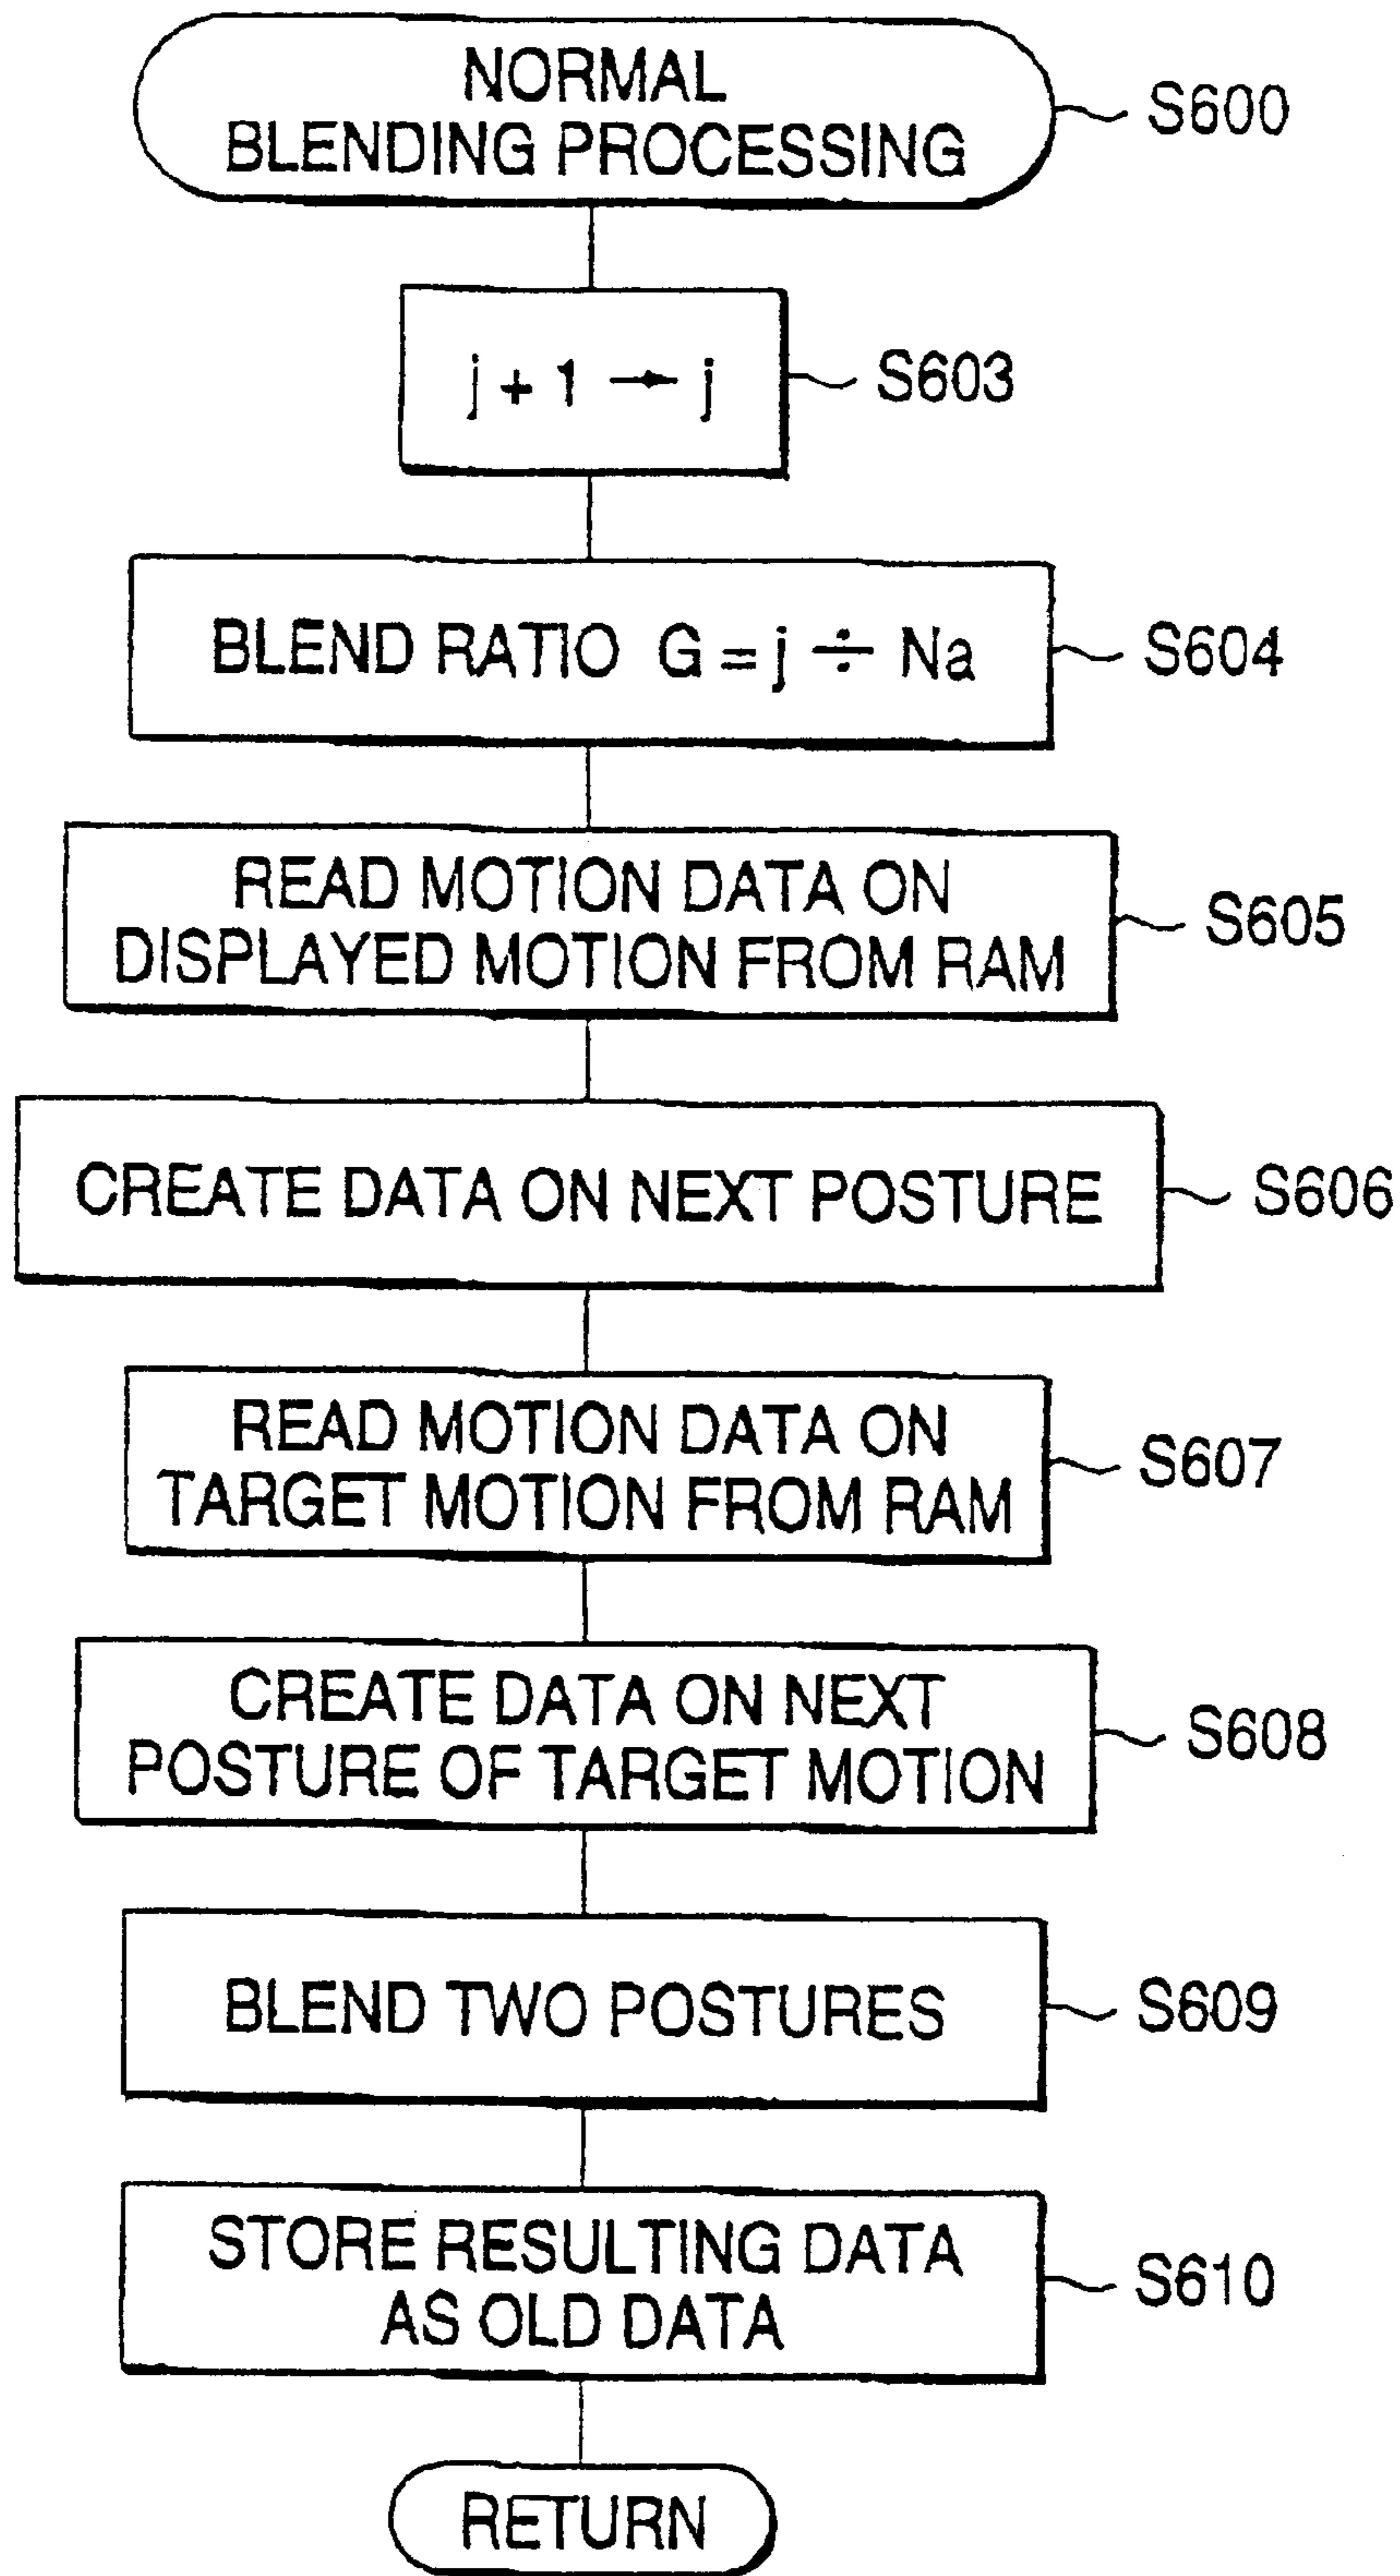 NORMAL
BLENDING PROCESSING
S600
j + 1 → j
S603
BLEND RATIO G = j ÷ Na
S604
READ MOTION DATA ON
DISPLAYED MOTION FROM RAM
S605
CREATE DATA ON NEXT POSTURE
S606
READ MOTION DATA ON
TARGET MOTION FROM RAM
S607
CREATE DATA ON NEXT
POSTURE OF TARGET MOTION
S608
BLEND TWO POSTURES
S609
STORE RESULTING DATA
AS OLD DATA
S610
RETURN